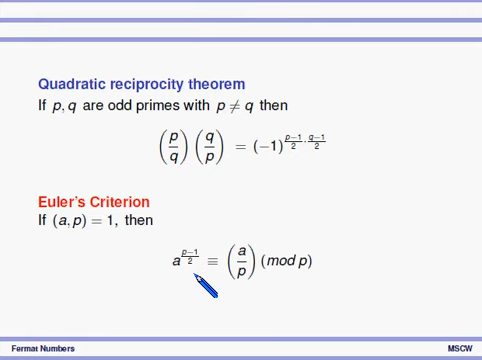 Quadratic reciprocity theorem
If p, q are odd primes with p ≠ q then
(p/q) (q/p) = (−1)^{(p−1)/2 · (q−1)/2}
Euler's Criterion
If (a, p) = 1, then
a^{(p−1)/2} ≡ (a/p) (mod p)
Fermat Numbers MSCW